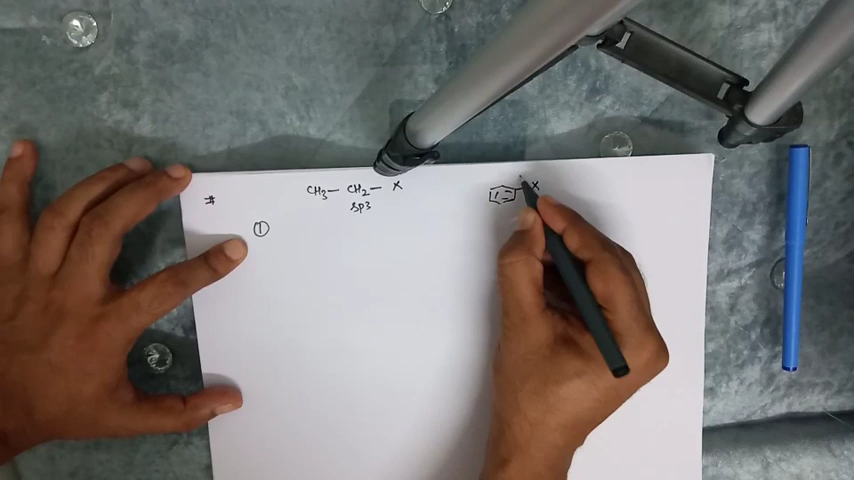 # CH3- CH2- X X
SP3
①